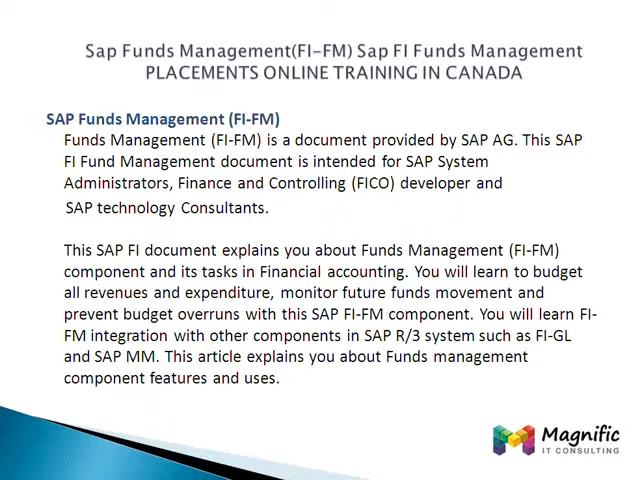 Sap Funds Management(FI-FM) Sap FI Funds Management
PLACEMENTS ONLINE TRAINING IN CANADA
SAP Funds Management (FI-FM)
Funds Management (FI-FM) is a document provided by SAP AG. This SAP
FI Fund Management document is intended for SAP System
Administrators, Finance and Controlling (FICO) developer and
SAP technology Consultants.
This SAP FI document explains you about Funds Management (FI-FM)
component and its tasks in Financial accounting. You will learn to budget
all revenues and expenditure, monitor future funds movement and
prevent budget overruns with this SAP FI-FM component. You will learn FI-
FM integration with other components in SAP R/3 system such as FI-GL
and SAP MM. This article explains you about Funds management
component features and uses.
Magnific
IT CONSULTING